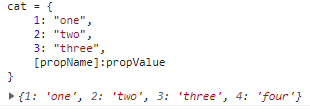 cat = {
    1: "one",
    2: "two",
    3: "three",
    [propName]:propValue
}
▸ {1: 'one', 2: 'two', 3: 'three', 4: 'four'}